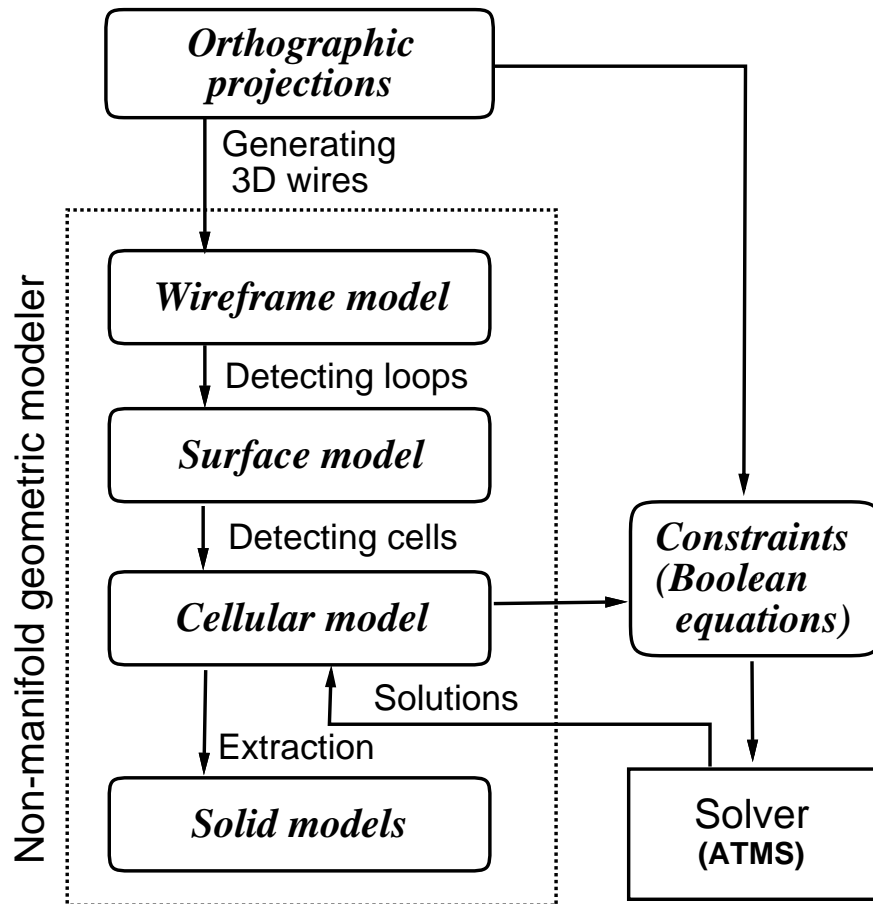 Orthographic
projections
Generating
3D wires
Non-manifold geometric modeler
Wireframe model
Detecting loops
Surface model
Detecting cells
Cellular model
Constraints
(Boolean
equations)
Solutions
Extraction
Solid models
Solver
(ATMS)